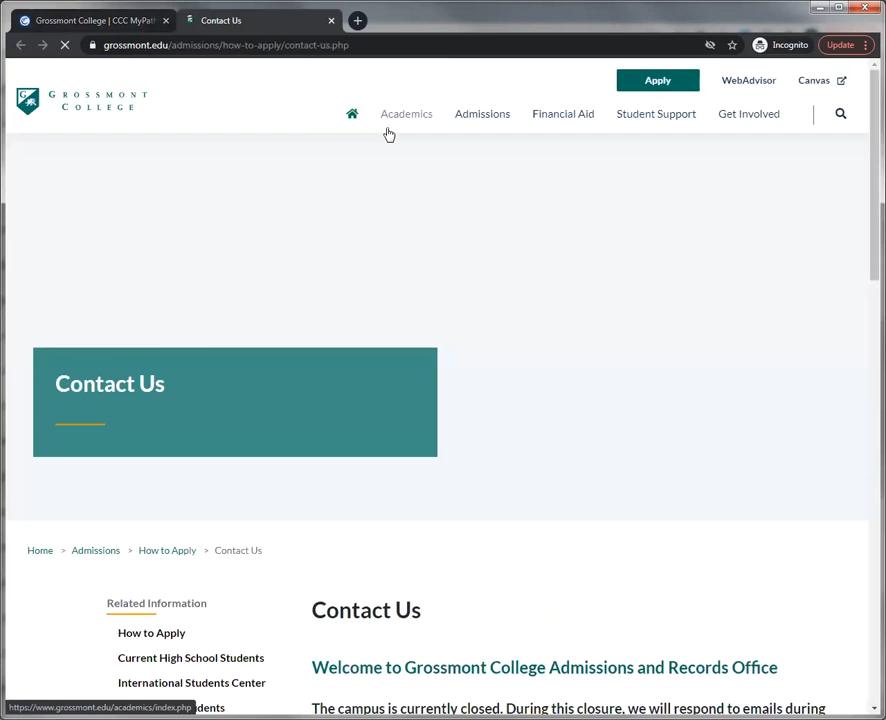 Grossmont College | CCC MyPat
Contact Us
grossmont.edu/admissions/how-to-apply/contact-us.php
Incognito
Update
GROSSMONT
COLLEGE
Apply
WebAdvisor
Canvas
Academics
Admissions
Financial Aid
Student Support
Get Involved
Contact Us
Home > Admissions > How to Apply > Contact Us
Related Information
How to Apply
Current High School Students
International Students Center
Contact Us
Welcome to Grossmont College Admissions and Records Office
The campus is currently closed. During this closure, we will respond to emails during
https://www.grossmont.edu/academics/index.php